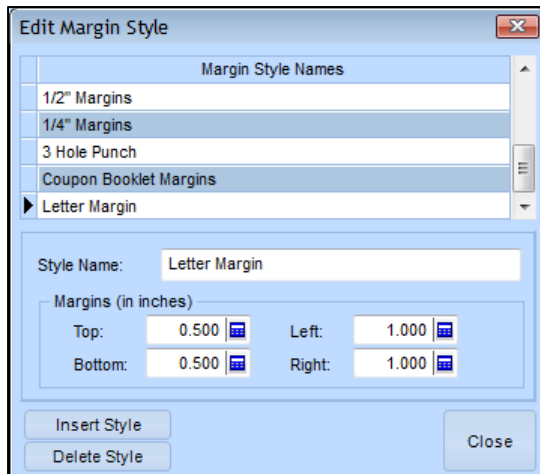 Edit Margin Style
Margin Style Names
1/2" Margins
1/4" Margins
3 Hole Punch
Coupon Booklet Margins
Letter Margin
Style Name: Letter Margin
Margins (in inches)
Top: 0.500 Left: 1.000
Bottom: 0.500 Right: 1.000
Insert Style
Delete Style
Close